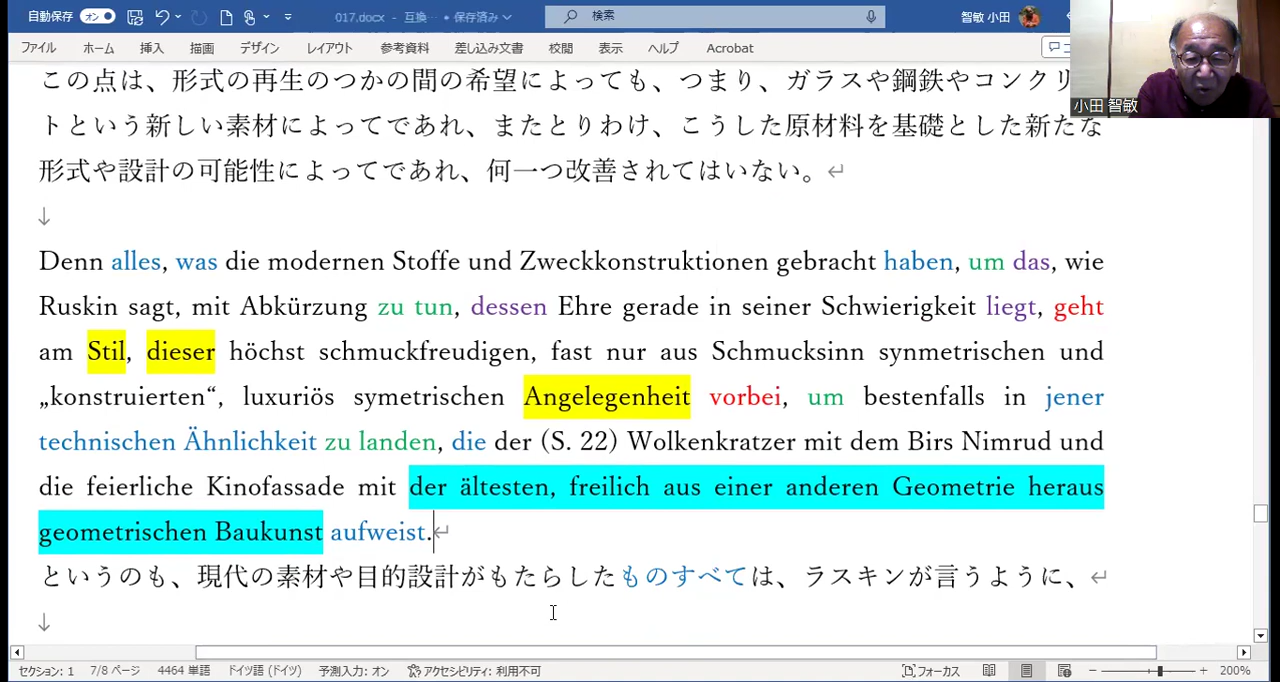 自動保存 オン 017.docx - 互換… • 保存済み 検索 智敏 小田
ファイル ホーム 挿入 描画 デザイン レイアウト 参考資料 差し込み文書 校閲 表示 ヘルプ Acrobat
小田 智敏
この点は、形式の再生のつかの間の希望によっても、つまり、ガラスや鋼鉄やコンクリ
トという新しい素材によってであれ、またとりわけ、こうした原材料を基礎とした新たな
形式や設計の可能性によってであれ、何一つ改善されてはいない。
Denn alles, was die modernen Stoffe und Zweckkonstruktionen gebracht haben, um das, wie
Ruskin sagt, mit Abkürzung zu tun, dessen Ehre gerade in seiner Schwierigkeit liegt, geht
am Stil, dieser höchst schmuckfreudigen, fast nur aus Schmucksinn synmetrischen und
„konstruierten“, luxuriös symetrischen Angelegenheit vorbei, um bestenfalls in jener
technischen Ähnlichkeit zu landen, die der (S. 22) Wolkenkratzer mit dem Birs Nimrud und
die feierliche Kinofassade mit der ältesten, freilich aus einer anderen Geometrie heraus
geometrischen Baukunst aufweist.
というのも、現代の素材や目的設計がもたらしたものすべては、ラスキンが言うように、
セクション: 1 7/8 ページ 4464 単語 ドイツ語 (ドイツ) 予測入力: オン アクセシビリティ: 利用不可 フォーカス 200%